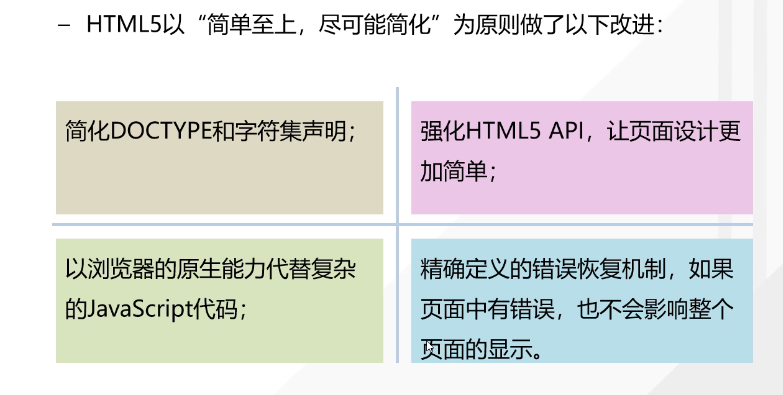 – HTML5以“简单至上，尽可能简化”为原则做了以下改进：
简化DOCTYPE和字符集声明；
强化HTML5 API，让页面设计更
加简单；
以浏览器的原生能力代替复杂
的JavaScript代码；
精确定义的错误恢复机制，如果
页面中有错误，也不会影响整个
页面的显示。